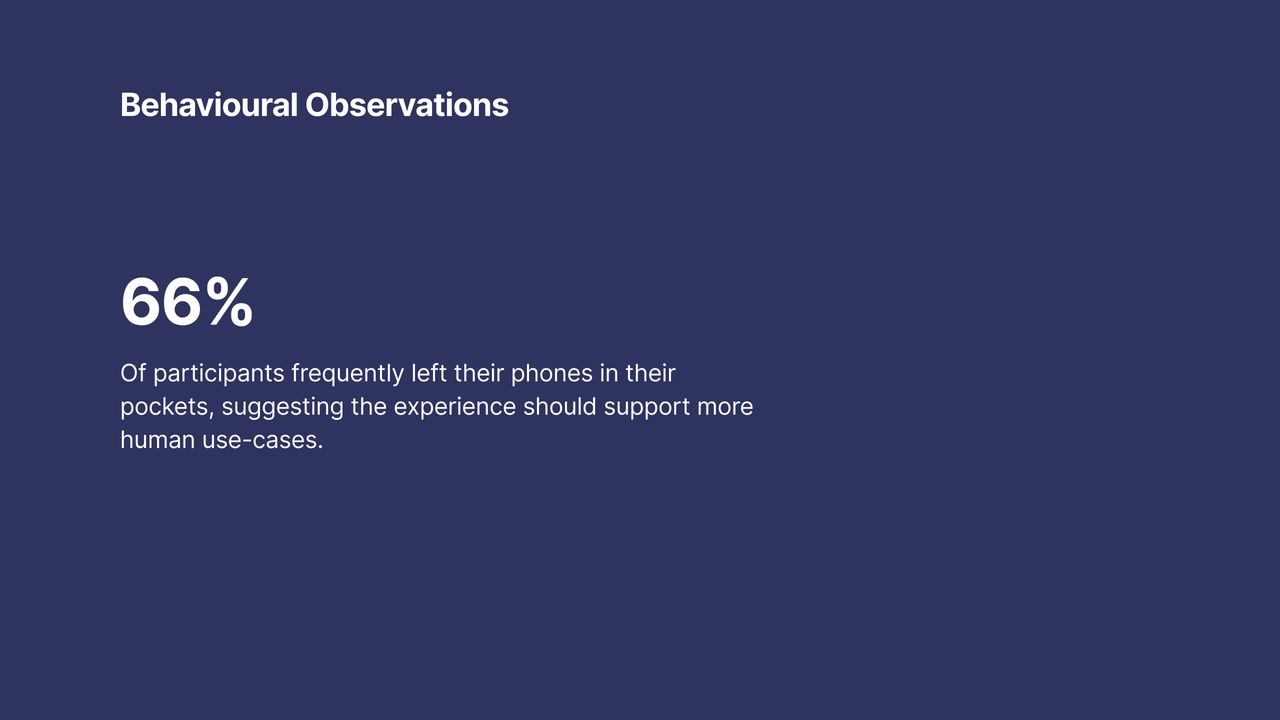 Behavioural Observations
66%
Of participants frequently left their phones in their
pockets, suggesting the experience should support more
human use-cases.